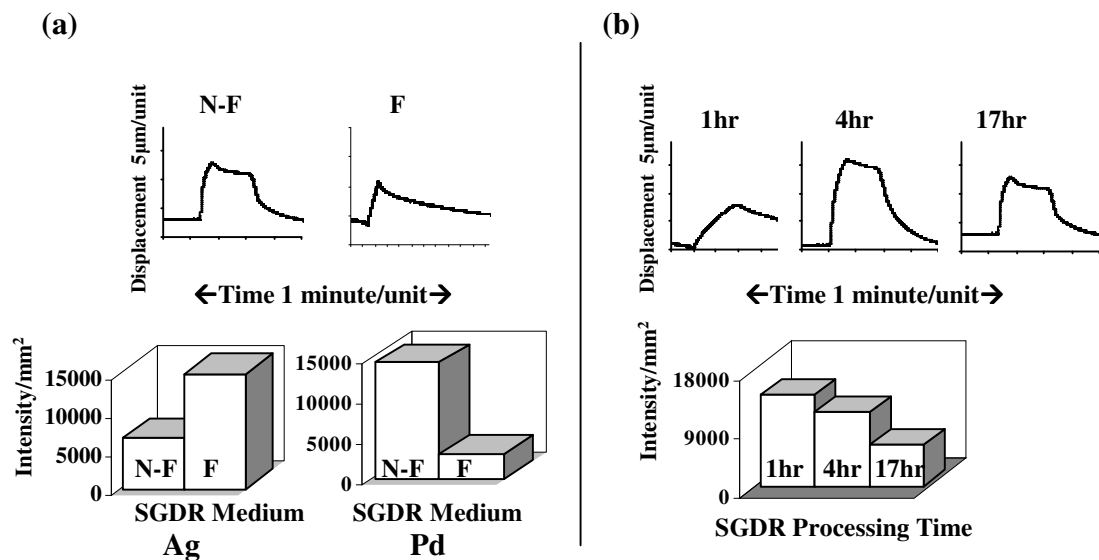 (a)
N-F F
Displacement 5µm/unit
←Time 1 minute/unit→
Intensity/mm²
15000
10000
5000
0
N-F F
SGDR Medium
Ag
15000
10000
5000
0
N-F F
SGDR Medium
Pd
(b)
1hr 4hr 17hr
Displacement 5µm/unit
←Time 1 minute/unit→
Intensity/mm²
18000
9000
0
1hr 4hr 17hr
SGDR Processing Time